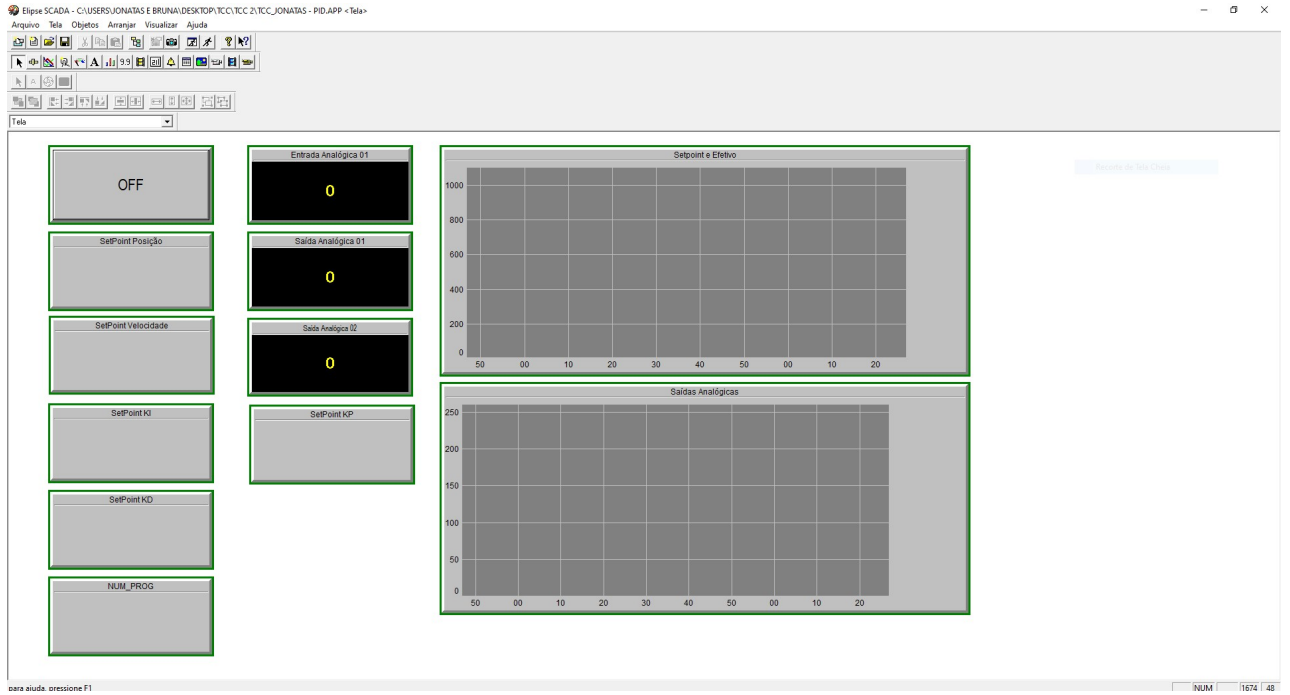 Elipse SCADA - C:\USERS\JONATAS E BRUNA\DESKTOP\TCC\TCC 2\TCC_JONATAS - PID.APP <Tela>
Arquivo Tela Objetos Arranjar Visualizar Ajuda
Tela
OFF
SetPoint Posição
SetPoint Velocidade
SetPoint KI
SetPoint KD
NUM_PROG
Entrada Analógica 01
0
Saída Analógica 01
0
Saída Analógica 02
0
SetPoint KP
Setpoint e Efetivo
1000
800
600
400
200
0
50 00 10 20 30 40 50 00 10 20
Saídas Analógicas
250
200
150
100
50
0
50 00 10 20 30 40 50 00 10 20
para ajuda, pressione F1
NUM 1674 48